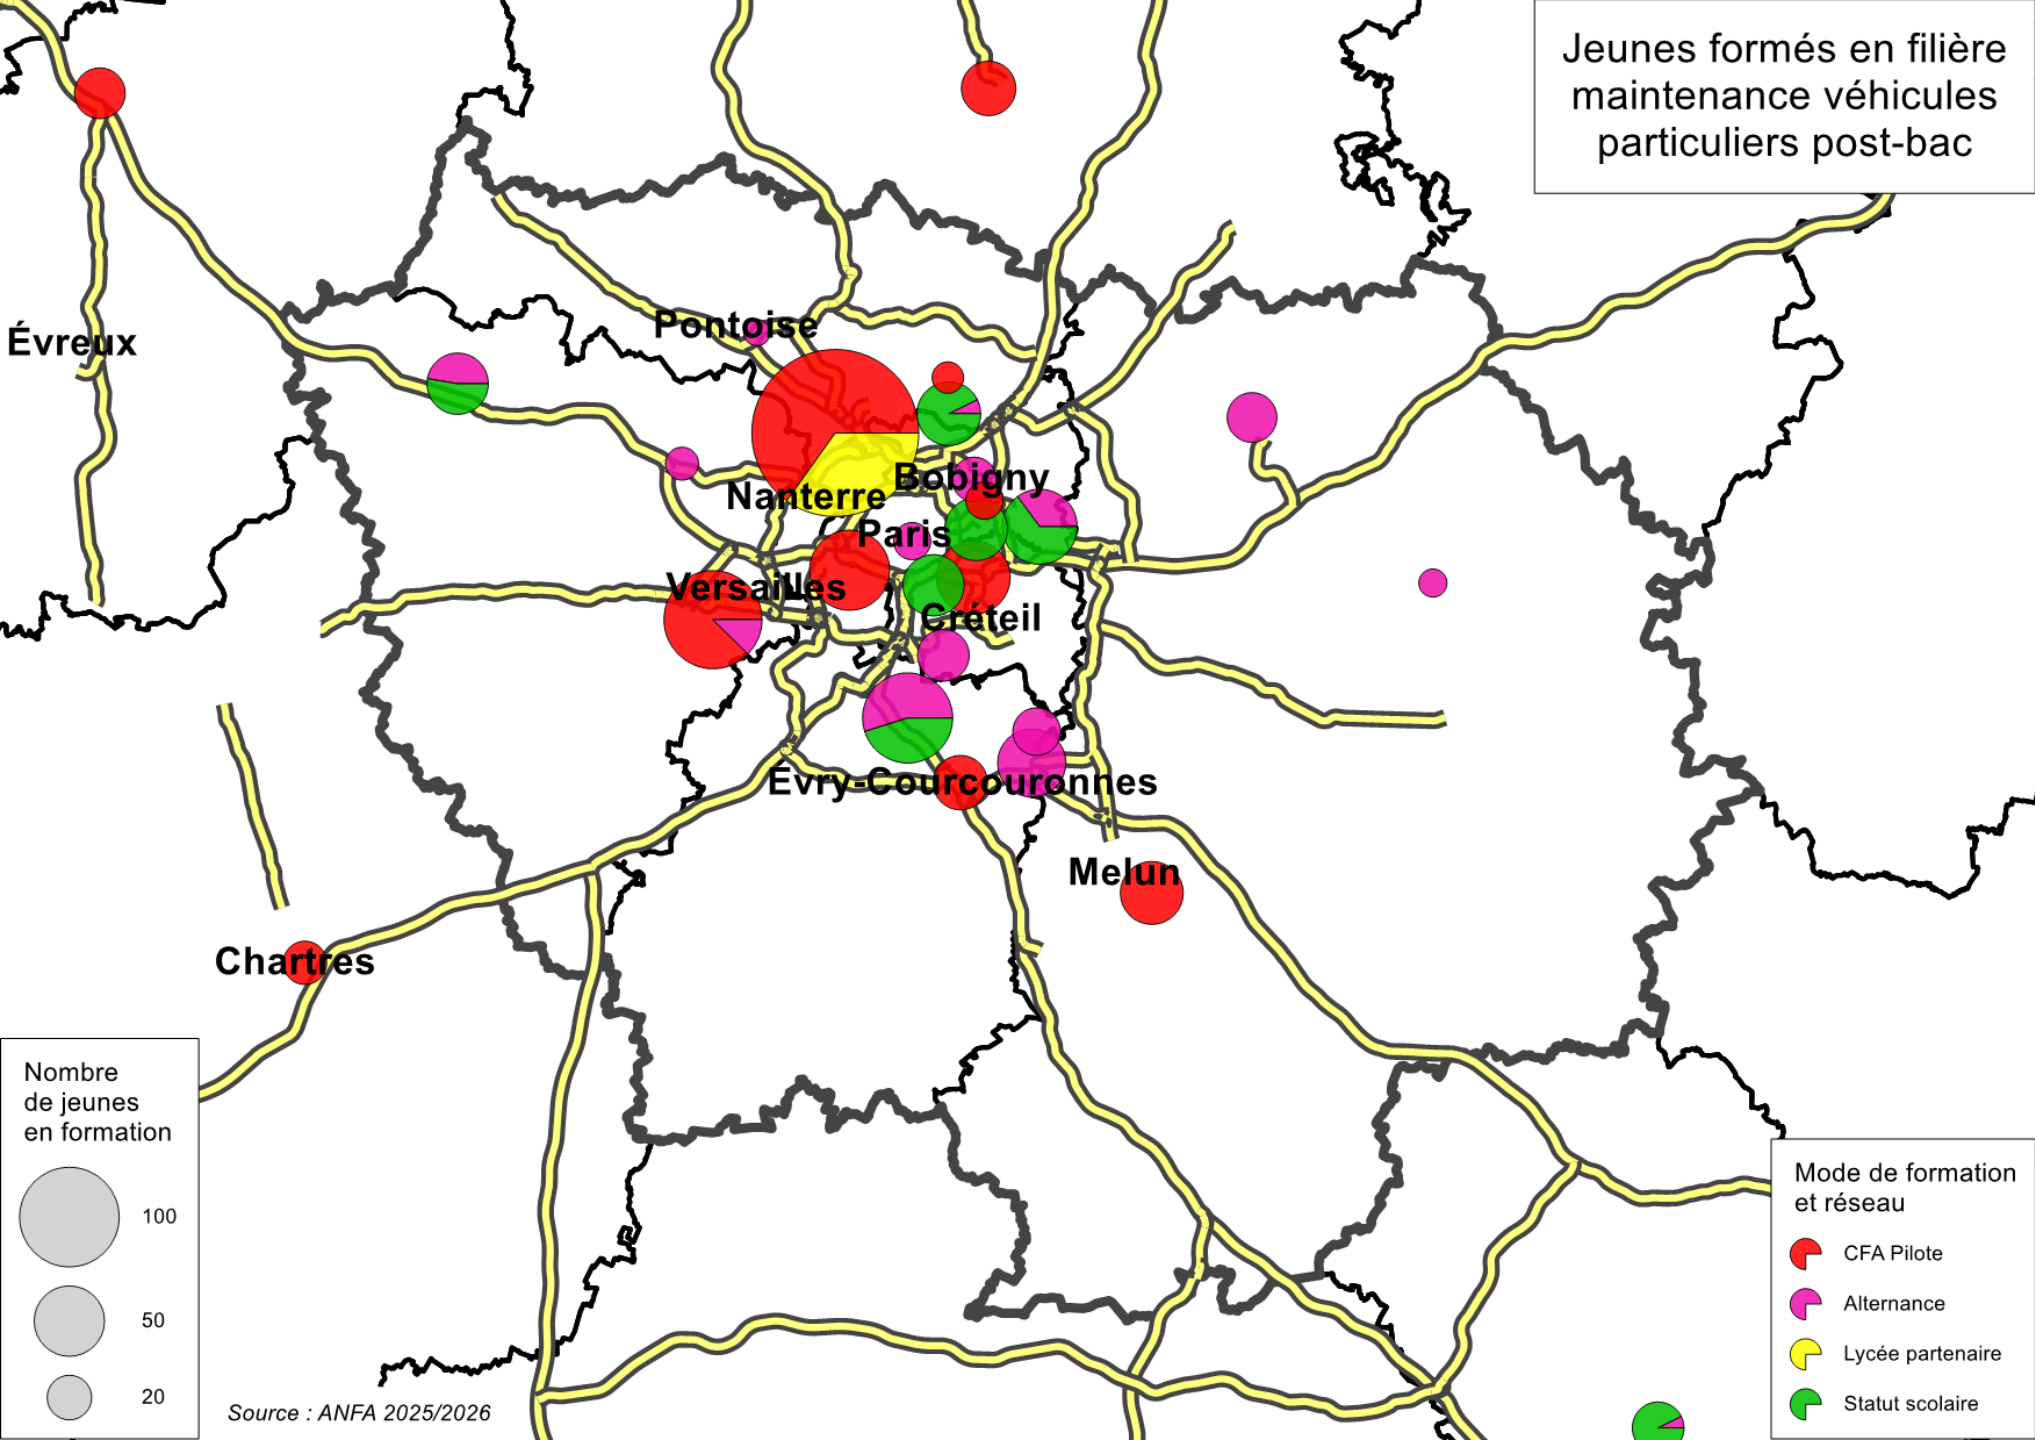 Jeunes formés en filière
maintenance véhicules
particuliers post-bac
Pontoise
Évreux
Bobigny
Nanterre
Paris
Versailles
Créteil
Évry-Courcouronnes
Melun
Chartres
Nombre
de jeunes
en formation
100
50
20
Source : ANFA 2025/2026
Mode de formation
et réseau
CFA Pilote
Alternance
Lycée partenaire
Statut scolaire